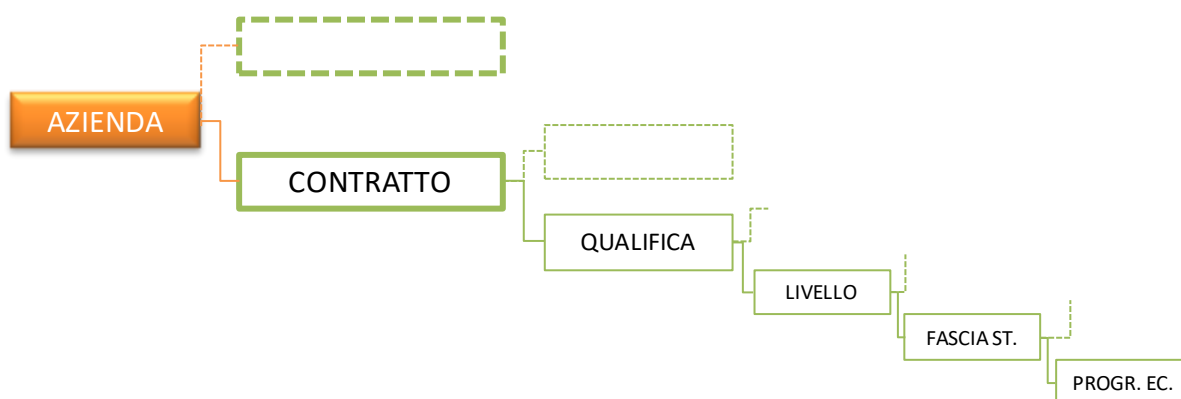 AZIENDA
CONTRATTO
QUALIFICA
LIVELLO
FASCIA ST.
PROGR. EC.